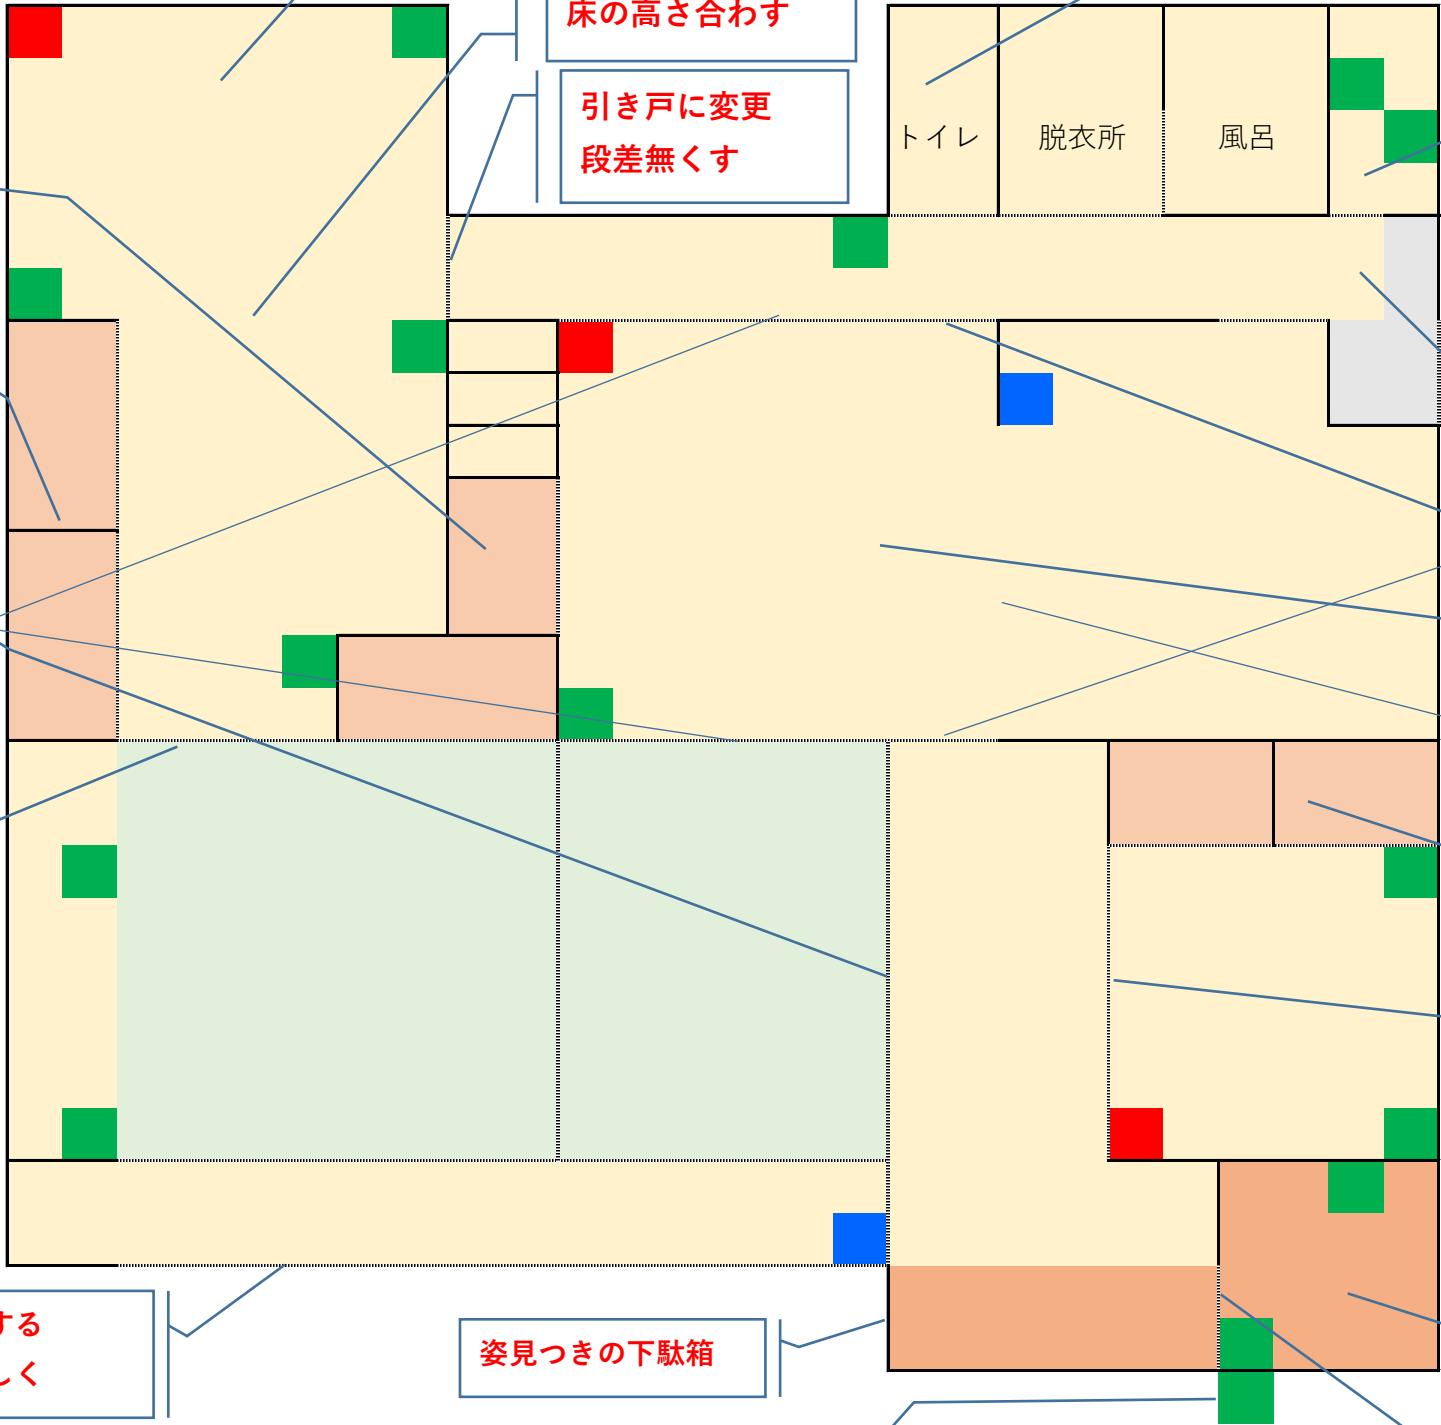 床の高さ合わす
引き戸に変更
段差無くす
トイレ
脱衣所
風呂
する
しく
姿見つきの下駄箱